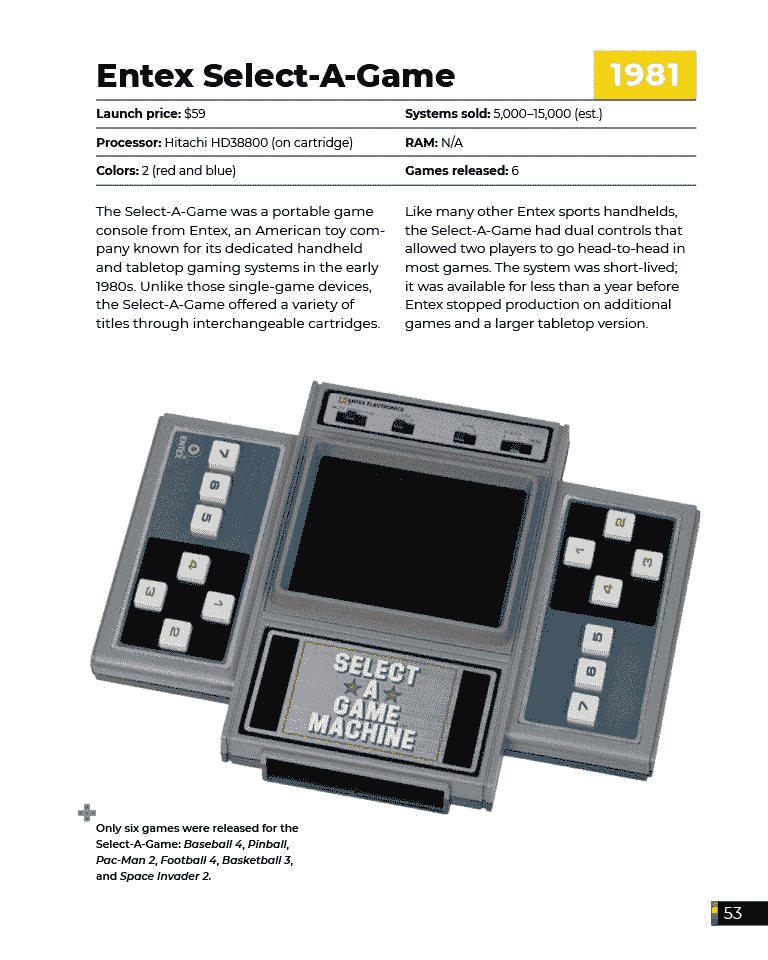 Entex Select-A-Game
1981
Launch price: $59
Systems sold: 5,000–15,000 (est.)
Processor: Hitachi HD38800 (on cartridge)
RAM: N/A
Colors: 2 (red and blue)
Games released: 6
The Select-A-Game was a portable game
console from Entex, an American toy com-
pany known for its dedicated handheld
and tabletop gaming systems in the early
1980s. Unlike those single-game devices,
the Select-A-Game offered a variety of
titles through interchangeable cartridges.
Like many other Entex sports handhelds,
the Select-A-Game had dual controls that
allowed two players to go head-to-head in
most games. The system was short-lived;
it was available for less than a year before
Entex stopped production on additional
games and a larger tabletop version.
ENTEX ELECTRONICS
ENTEX
7
6
5
4
3
1
2
2
1
3
4
5
6
7
SELECT
A
GAME
MACHINE
Only six games were released for the
Select-A-Game: Baseball 4, Pinball,
Pac-Man 2, Football 4, Basketball 3,
and Space Invader 2.
53